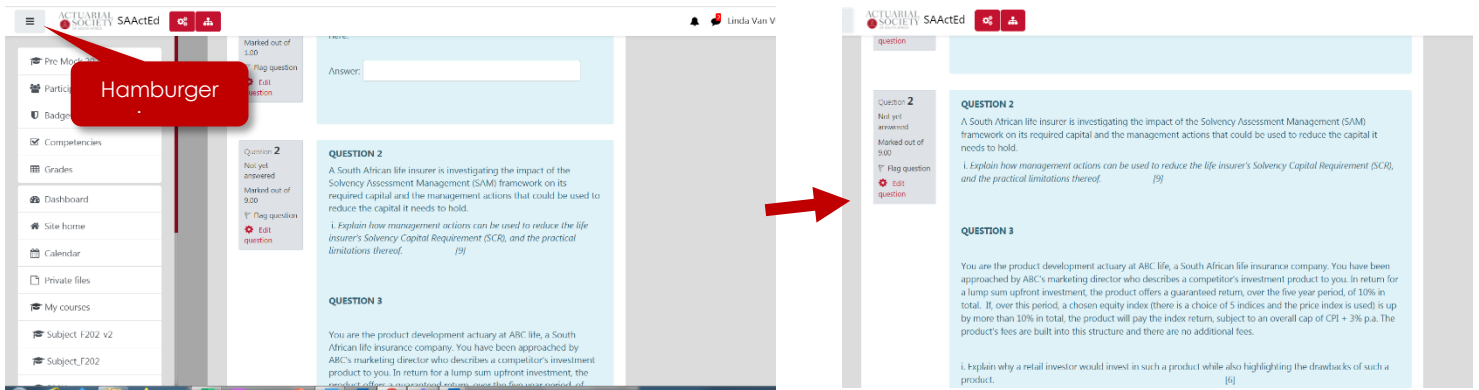 ACTUARIAL
SOCIETY
SAActEd
Linda Van V
Hamburger
Pre Mock
Badge
Competencies
Grades
Dashboard
Site home
Calendar
Private files
My courses
Subject F202 v2
Subject_F202
Marked out of
1.00
Flag question
Edit
question
Answer:
Question 2
Not yet
answered
Marked out of
9.00
Flag question
Edit
question
QUESTION 2
A South African life insurer is investigating the impact of the
Solvency Assessment Management (SAM) framework on its
required capital and the management actions that could be used to
reduce the capital it needs to hold.
i. Explain how management actions can be used to reduce the life
insurer's Solvency Capital Requirement (SCR), and the practical
limitations thereof. [9]
QUESTION 3
You are the product development actuary at ABC life, a South
African life insurance company. You have been approached by
ABC's marketing director who describes a competitor's investment
product to you. In return for a lump sum upfront investment, the
product offers a guaranteed return, over the five year period, of
ACTUARIAL
SOCIETY
SAActEd
question
Question 2
Not yet
answered
Marked out of
9.00
Flag question
Edit
question
QUESTION 2
A South African life insurer is investigating the impact of the Solvency Assessment Management (SAM)
framework on its required capital and the management actions that could be used to reduce the capital it
needs to hold.
i. Explain how management actions can be used to reduce the life insurer's Solvency Capital Requirement (SCR),
and the practical limitations thereof. [9]
QUESTION 3
You are the product development actuary at ABC life, a South African life insurance company. You have been
approached by ABC's marketing director who describes a competitor's investment product to you. In return for
a lump sum upfront investment, the product offers a guaranteed return, over the five year period, of 10% in
total. If, over this period, a chosen equity index (there is a choice of 5 indices and the price index is used) is up
by more than 10% in total, the product will pay the index return, subject to an overall cap of CPI + 3% p.a. The
product's fees are built into this structure and there are no additional fees.
i. Explain why a retail investor would invest in such a product while also highlighting the drawbacks of such a
product. [6]